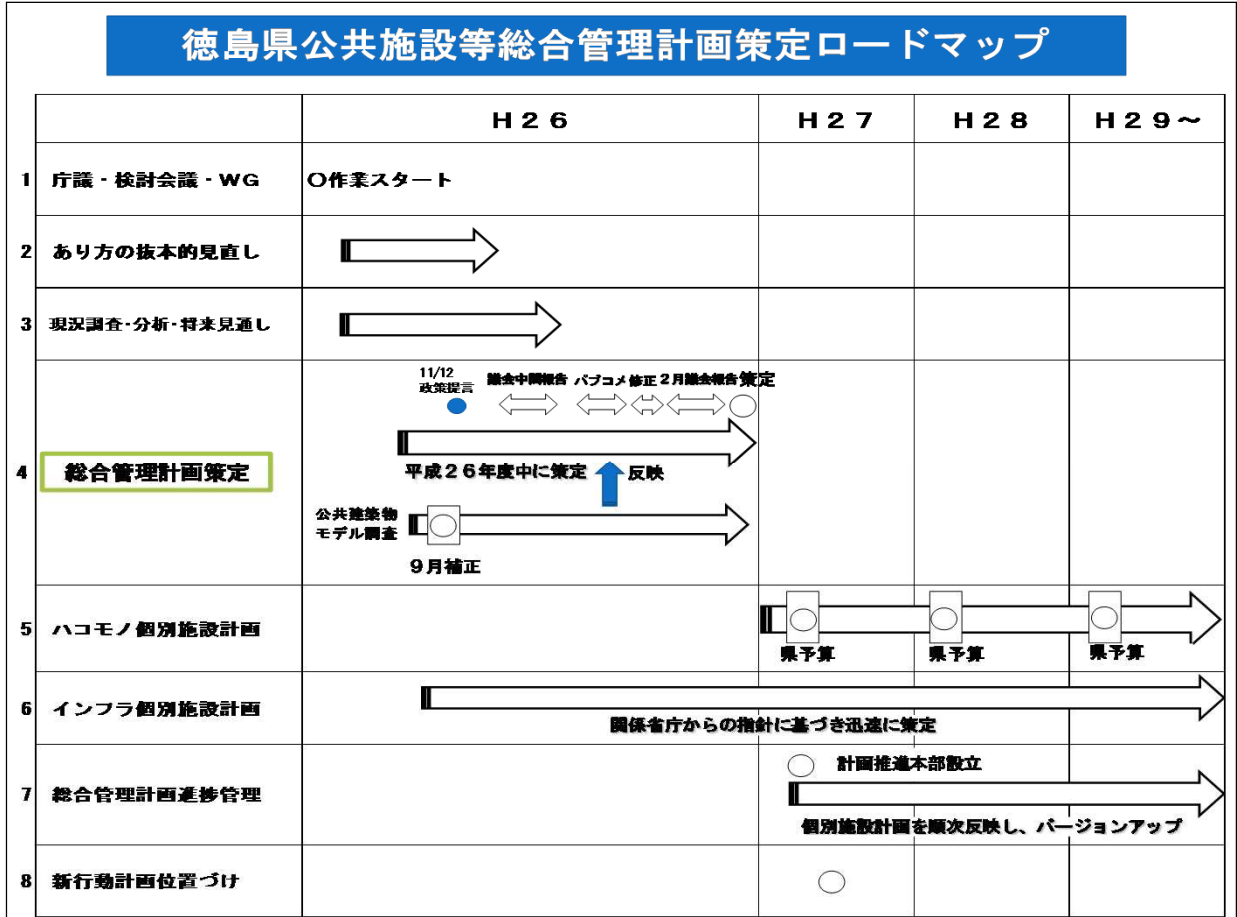 徳島県公共施設等総合管理計画策定ロードマップ
H26 H27 H28 H29～
1 庁議・検討会議・WG 〇作業スタート
2 あり方の抜本的見直し
3 現況調査・分析・将来見通し
11/12
政策提言 議会中間報告 パブコメ 修正 2月議会報告 策定
4 総合管理計画策定
平成26年度中に策定 反映
公共建築物
モデル調査
9月補正
5 ハコモノ個別施設計画
県予算 県予算 県予算
6 インフラ個別施設計画
関係省庁からの指針に基づき迅速に策定
計画推進本部設立
7 総合管理計画進捗管理
個別施設計画を順次反映し、バージョンアップ
8 新行動計画位置づけ